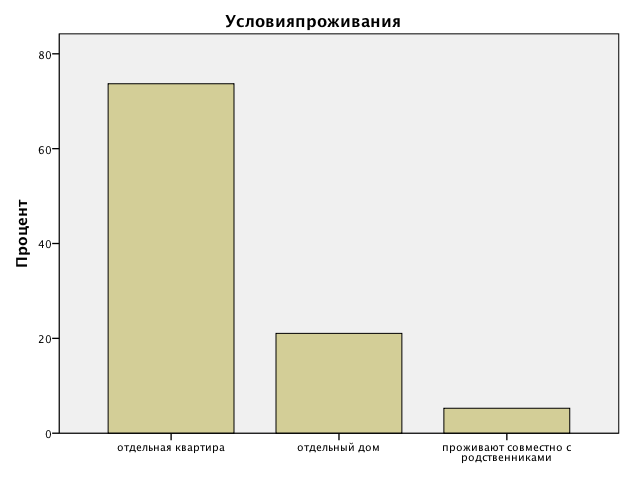 Условияпроживания
Процент
80
60
40
20
0
отдельная квартира
отдельный дом
проживают совместно с
родственниками